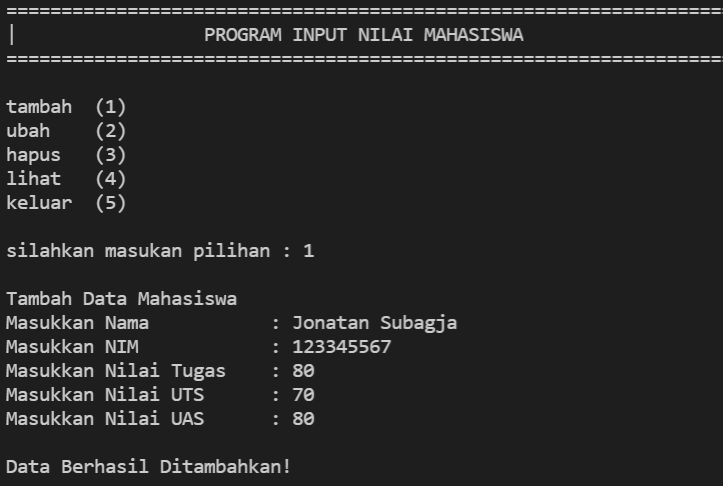 =================================================================
|                 PROGRAM INPUT NILAI MAHASISWA
=================================================================
tambah  (1)
ubah    (2)
hapus   (3)
lihat   (4)
keluar  (5)
silahkan masukan pilihan : 1
Tambah Data Mahasiswa
Masukkan Nama           : Jonatan Subagja
Masukkan NIM            : 123345567
Masukkan Nilai Tugas    : 80
Masukkan Nilai UTS      : 70
Masukkan Nilai UAS      : 80
Data Berhasil Ditambahkan!